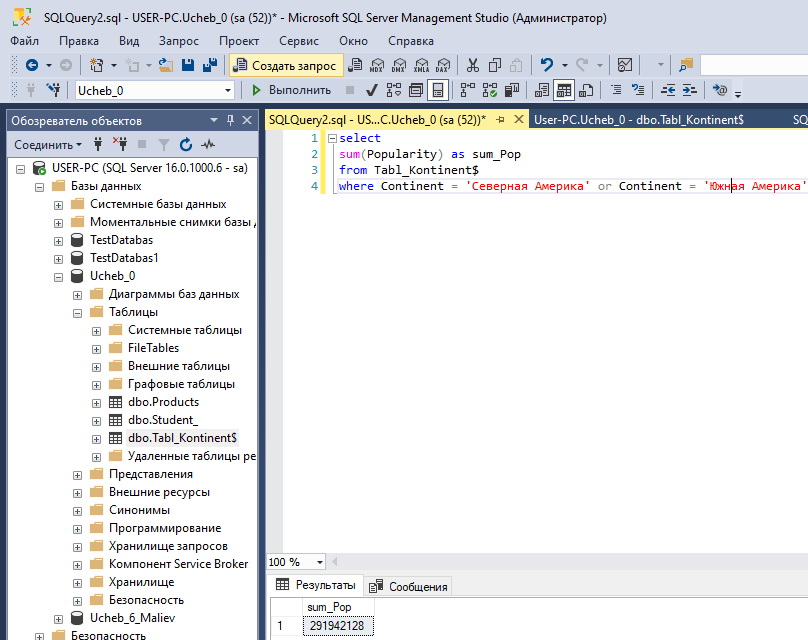 SQLQuery2.sql - USER-PC.Ucheb_0 (sa (52))* - Microsoft SQL Server Management Studio (Администратор)
Файл Правка Вид Запрос Проект Сервис Окно Справка
Создать запрос MDX DMX XMLA DAX
Ucheb_0 Выполнить
Обозреватель объектов
Соединить
USER-PC (SQL Server 16.0.1000.6 - sa)
Базы данных
Системные базы данных
Моментальные снимки базы
TestDatabas
TestDatabas1
Ucheb_0
Диаграммы баз данных
Таблицы
Системные таблицы
FileTables
Внешние таблицы
Графовые таблицы
dbo.Products
dbo.Student_
dbo.Tabl_Kontinent$
Удаленные таблицы ре
Представления
Внешние ресурсы
Синонимы
Программирование
Хранилище запросов
Компонент Service Broker
Хранилище
Безопасность
Ucheb_6_Maliev
Безопасность
SQLQuery2.sql - US...C.Ucheb_0 (sa (52))* User-PC.Ucheb_0 - dbo.Tabl_Kontinent$ SQ
1 select
2 sum(Popularity) as sum_Pop
3 from Tabl_Kontinent$
4 where Continent = 'Северная Америка' or Continent = 'Южная Америка'
100 %
Результаты Сообщения
sum_Pop
1 291942128